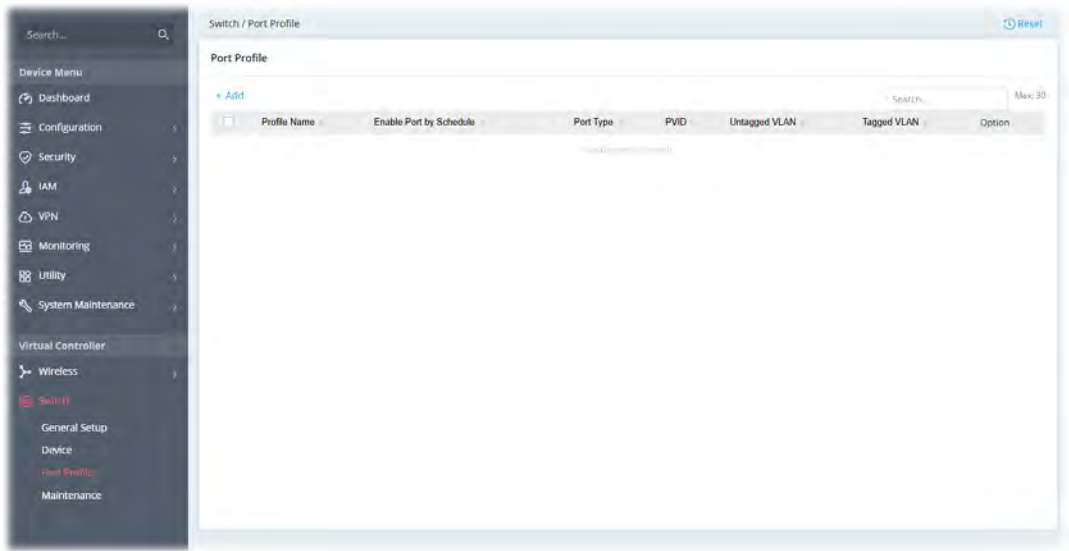 Search...
Device Menu
Dashboard
Configuration
Security
IAM
VPN
Monitoring
Utility
System Maintenance
Virtual Controller
Wireless
Switch
General Setup
Device
Port Profile
Maintenance
Switch / Port Profile
Reset
Port Profile
+ Add
Search...
Max: 30
Profile Name Enable Port by Schedule Port Type PVID Untagged VLAN Tagged VLAN Option